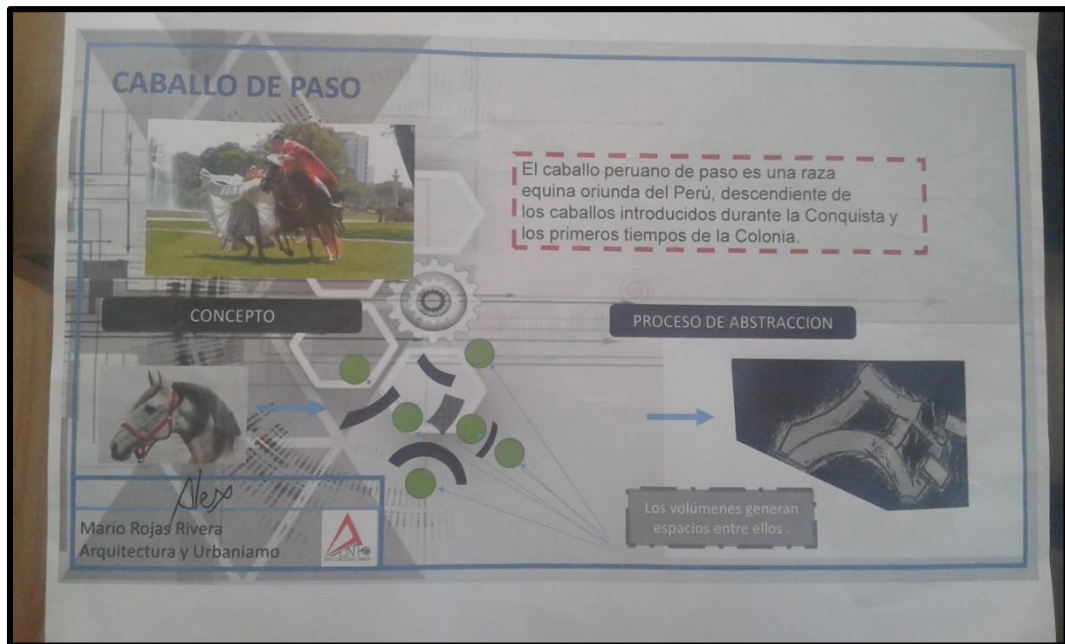 CABALLO DE PASO
El caballo peruano de paso es una raza
equina oriunda del Perú, descendiente de
los caballos introducidos durante la Conquista y
los primeros tiempos de la Colonia.
CONCEPTO
PROCESO DE ABSTRACCION
Los volúmenes generan
espacios entre ellos .
Alex
Mario Rojas Rivera
Arquitectura y Urbaniamo